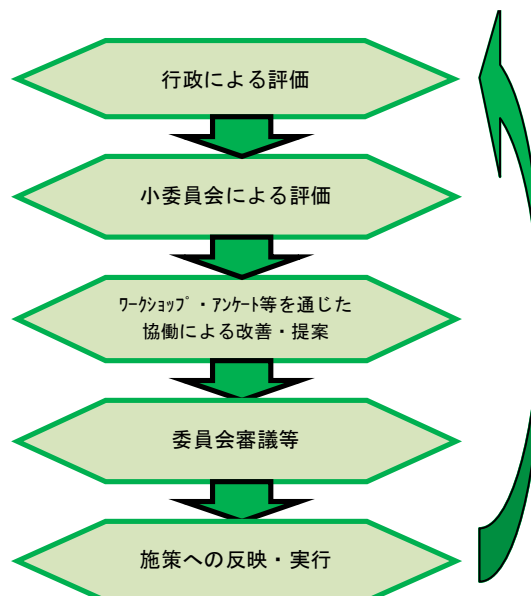 行政による評価
小委員会による評価
ﾜｰｸｼｮｯﾌﾟ・ｱﾝｹｰﾄ等を通じた
協働による改善・提案
委員会審議等
施策への反映・実行